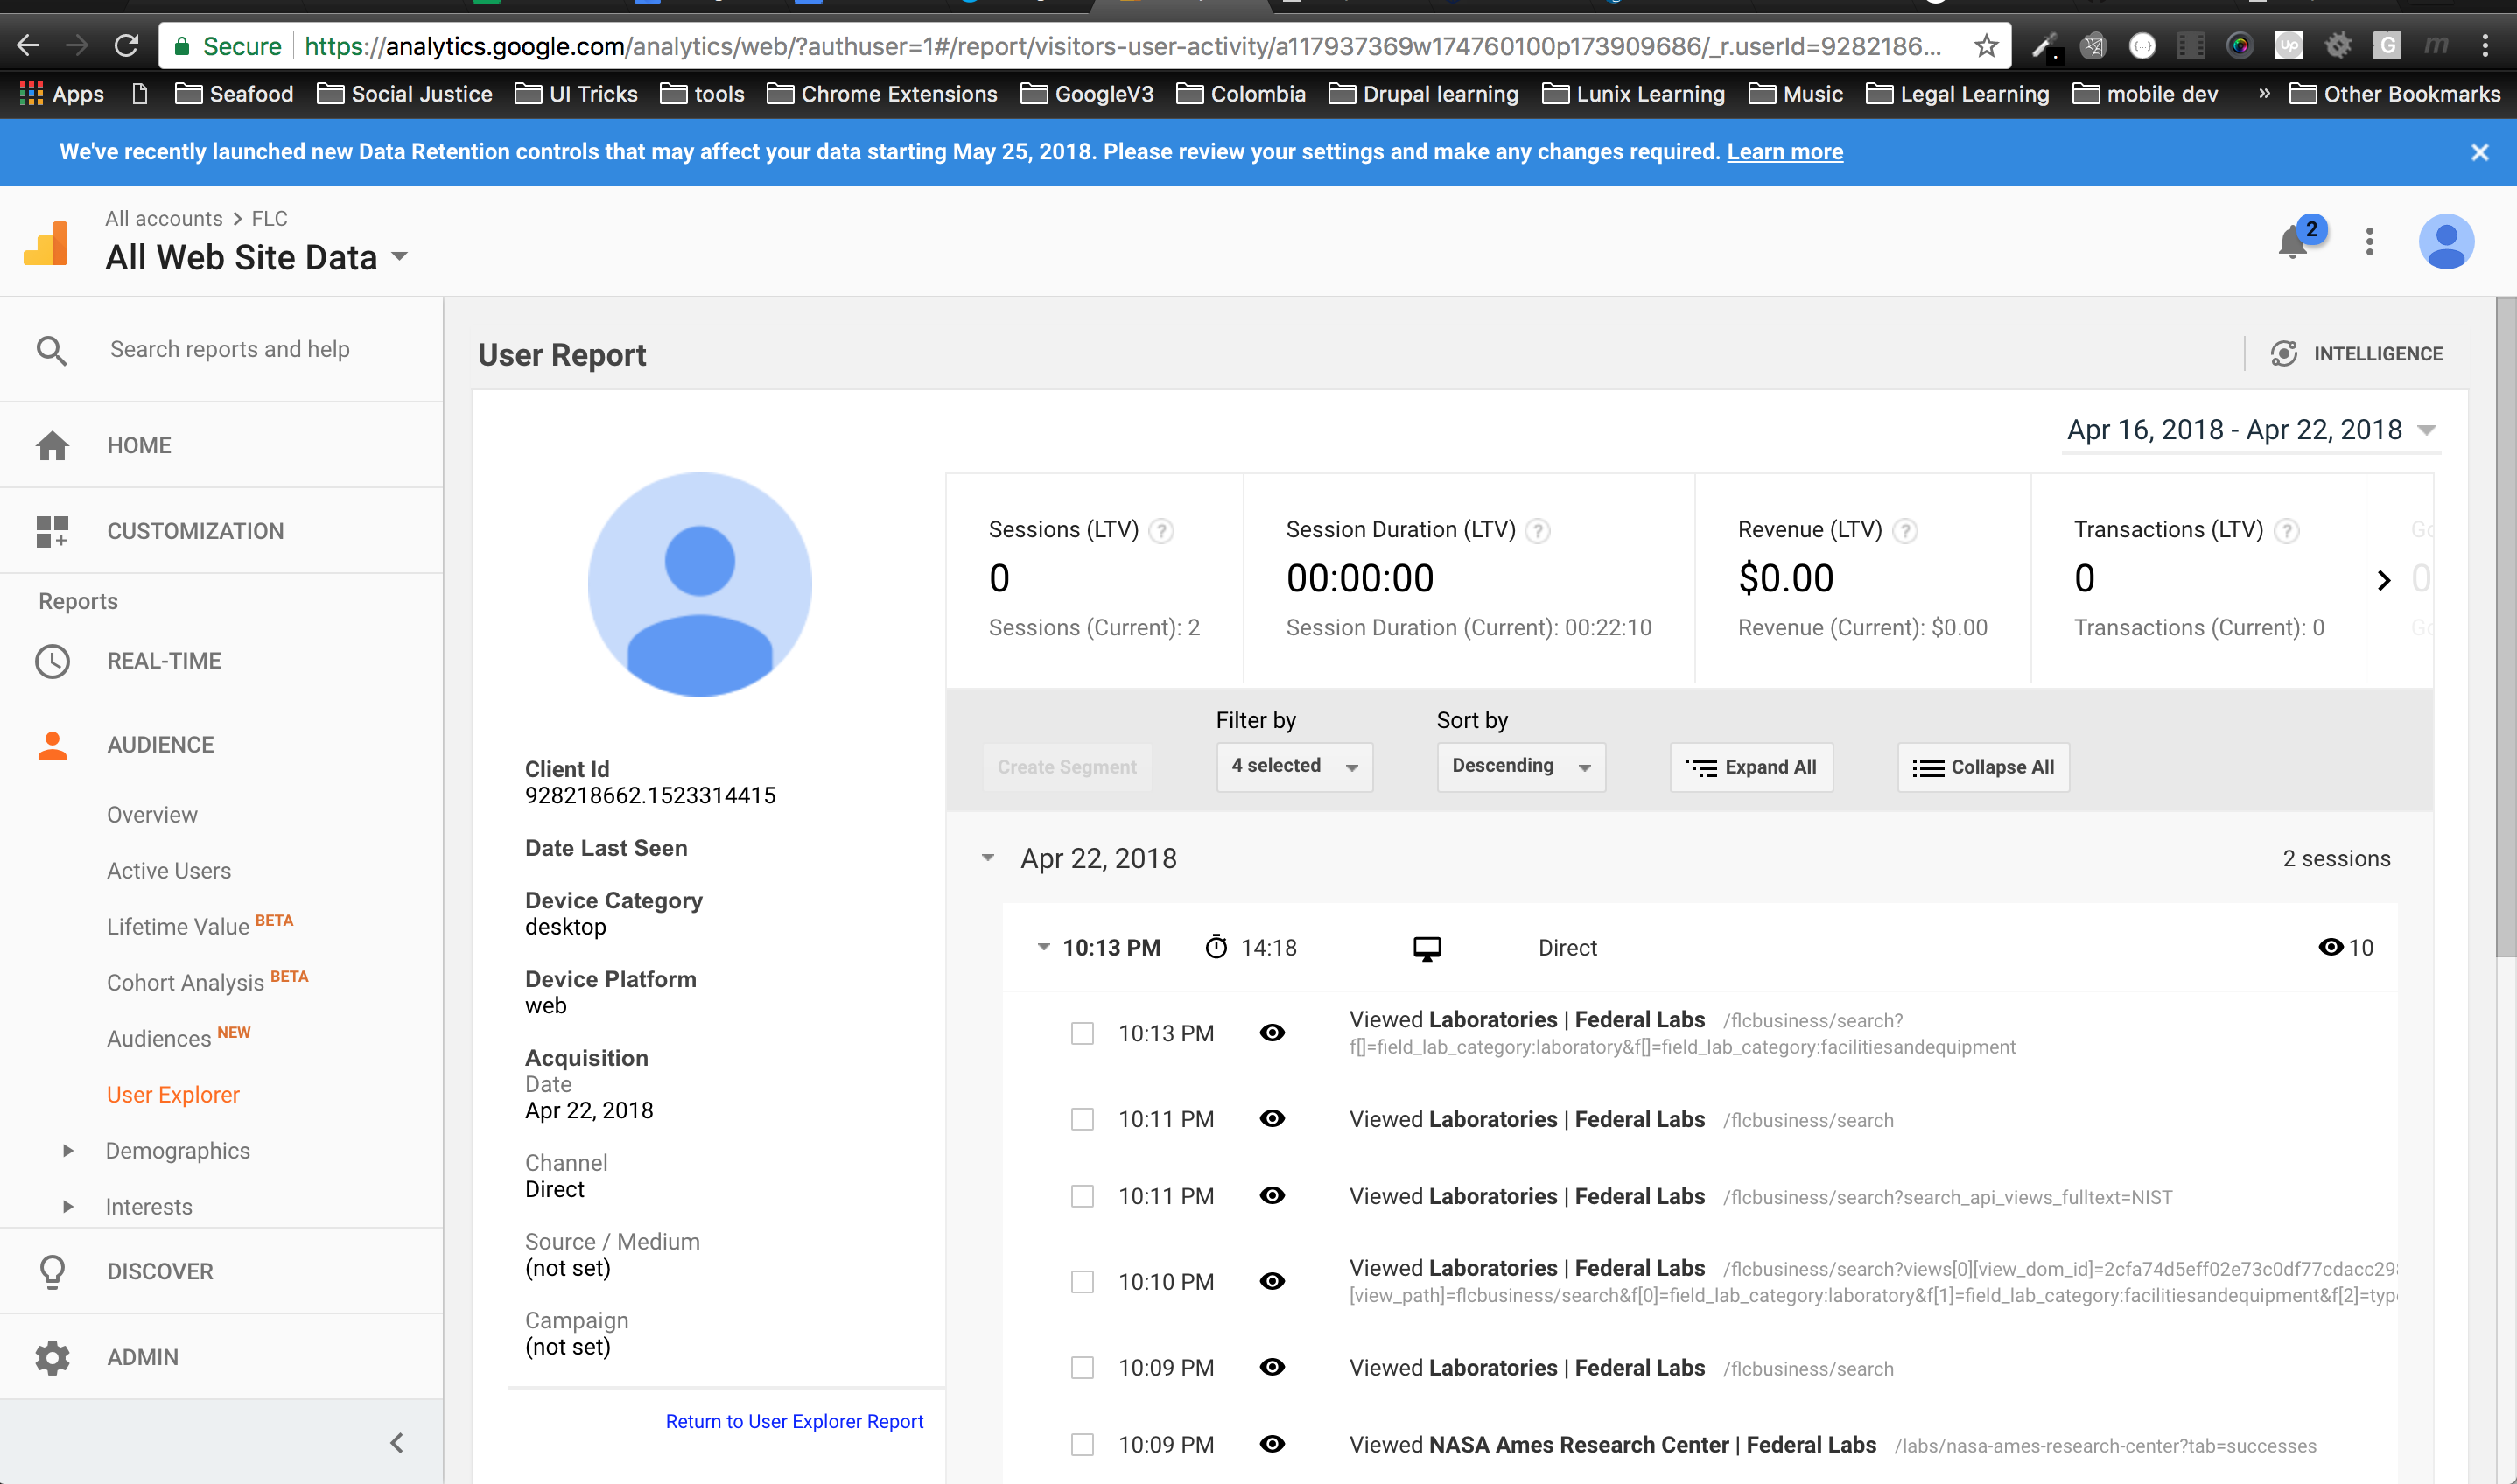 Secure https://analytics.google.com/analytics/web/?authuser=1#/report/visitors-user-activity/a117937369w174760100p173909686/_r.userId=9282186...
Apps Seafood Social Justice UI Tricks tools Chrome Extensions GoogleV3 Colombia Drupal learning Lunix Learning Music Legal Learning mobile dev » Other Bookmarks
We've recently launched new Data Retention controls that may affect your data starting May 25, 2018. Please review your settings and make any changes required. Learn more
All accounts > FLC
All Web Site Data
2
Search reports and help
HOME
CUSTOMIZATION
Reports
REAL-TIME
AUDIENCE
Overview
Active Users
Lifetime Value BETA
Cohort Analysis BETA
Audiences NEW
User Explorer
Demographics
Interests
DISCOVER
ADMIN
User Report
INTELLIGENCE
Apr 16, 2018 - Apr 22, 2018
Client Id
928218662.1523314415
Date Last Seen
Device Category
desktop
Device Platform
web
Acquisition
Date
Apr 22, 2018
Channel
Direct
Source / Medium
(not set)
Campaign
(not set)
Return to User Explorer Report
Sessions (LTV) ?
0
Sessions (Current): 2
Session Duration (LTV) ?
00:00:00
Session Duration (Current): 00:22:10
Revenue (LTV) ?
$0.00
Revenue (Current): $0.00
Transactions (LTV) ?
0
Transactions (Current): 0
Go
0
Go
Create Segment
Filter by
4 selected
Sort by
Descending
Expand All
Collapse All
Apr 22, 2018 2 sessions
10:13 PM 14:18 Direct 10
10:13 PM Viewed Laboratories | Federal Labs /flcbusiness/search?
f[]=field_lab_category:laboratory&f[]=field_lab_category:facilitiesandequipment
10:11 PM Viewed Laboratories | Federal Labs /flcbusiness/search
10:11 PM Viewed Laboratories | Federal Labs /flcbusiness/search?search_api_views_fulltext=NIST
10:10 PM Viewed Laboratories | Federal Labs /flcbusiness/search?views[0][view_dom_id]=2cfa74d5eff02e73c0df77cdacc298
[view_path]=flcbusiness/search&f[0]=field_lab_category:laboratory&f[1]=field_lab_category:facilitiesandequipment&f[2]=type
10:09 PM Viewed Laboratories | Federal Labs /flcbusiness/search
10:09 PM Viewed NASA Ames Research Center | Federal Labs /labs/nasa-ames-research-center?tab=successes